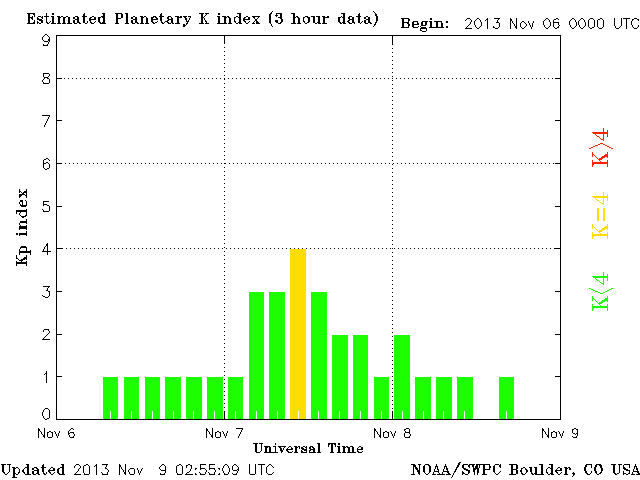 Estimated Planetary K index (3 hour data) Begin: 2013 Nov 06 0000 UTC
9
8
7
6
5
4
3
2
1
0
Kp index
K>4
K=4
K<4
Nov 6 Nov 7 Nov 8 Nov 9
Universal Time
Updated 2013 Nov 9 02:55:09 UTC NOAA/SWPC Boulder, CO USA